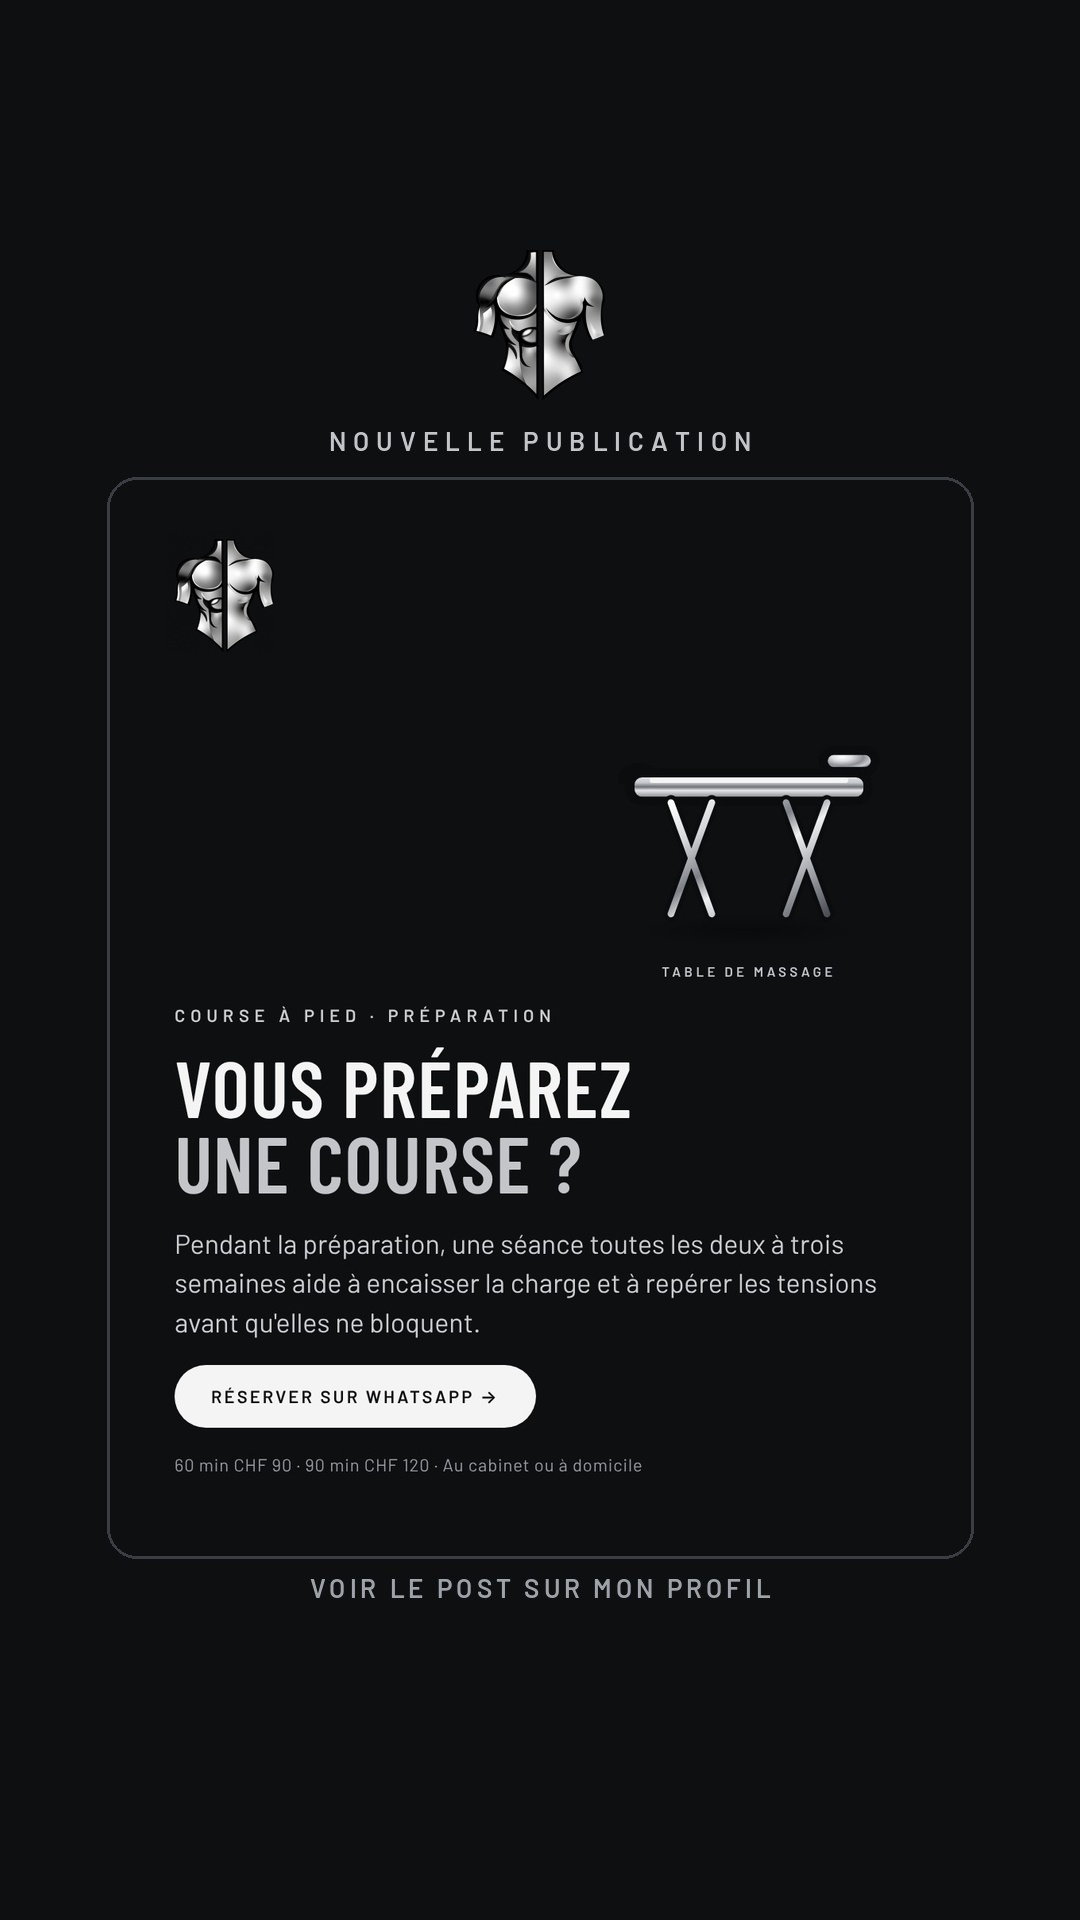 NOUVELLE PUBLICATION
TABLE DE MASSAGE
COURSE À PIED · PRÉPARATION
VOUS PRÉPAREZ
UNE COURSE ?
Pendant la préparation, une séance toutes les deux à trois
semaines aide à encaisser la charge et à repérer les tensions
avant qu'elles ne bloquent.
RÉSERVER SUR WHATSAPP →
60 min CHF 90 · 90 min CHF 120 · Au cabinet ou à domicile
VOIR LE POST SUR MON PROFIL